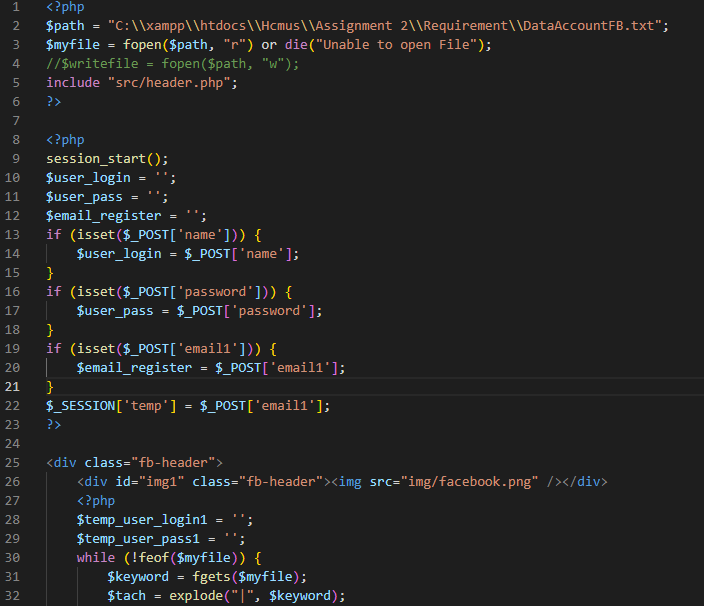 1 <?php
2 $path = "C:\\xampp\\htdocs\\Hcmus\\Assignment 2\\Requirement\\DataAccountFB.txt";
3 $myfile = fopen($path, "r") or die("Unable to open File");
4 //$writefile = fopen($path, "w");
5 include "src/header.php";
6 ?>
7
8 <?php
9 session_start();
10 $user_login = '';
11 $user_pass = '';
12 $email_register = '';
13 if (isset($_POST['name'])) {
14     $user_login = $_POST['name'];
15 }
16 if (isset($_POST['password'])) {
17     $user_pass = $_POST['password'];
18 }
19 if (isset($_POST['email1'])) {
20     $email_register = $_POST['email1'];
21 }
22 $_SESSION['temp'] = $_POST['email1'];
23 ?>
24
25 <div class="fb-header">
26     <div id="img1" class="fb-header"><img src="img/facebook.png" /></div>
27     <?php
28     $temp_user_login1 = '';
29     $temp_user_pass1 = '';
30     while (!feof($myfile)) {
31         $keyword = fgets($myfile);
32         $tach = explode("|", $keyword);